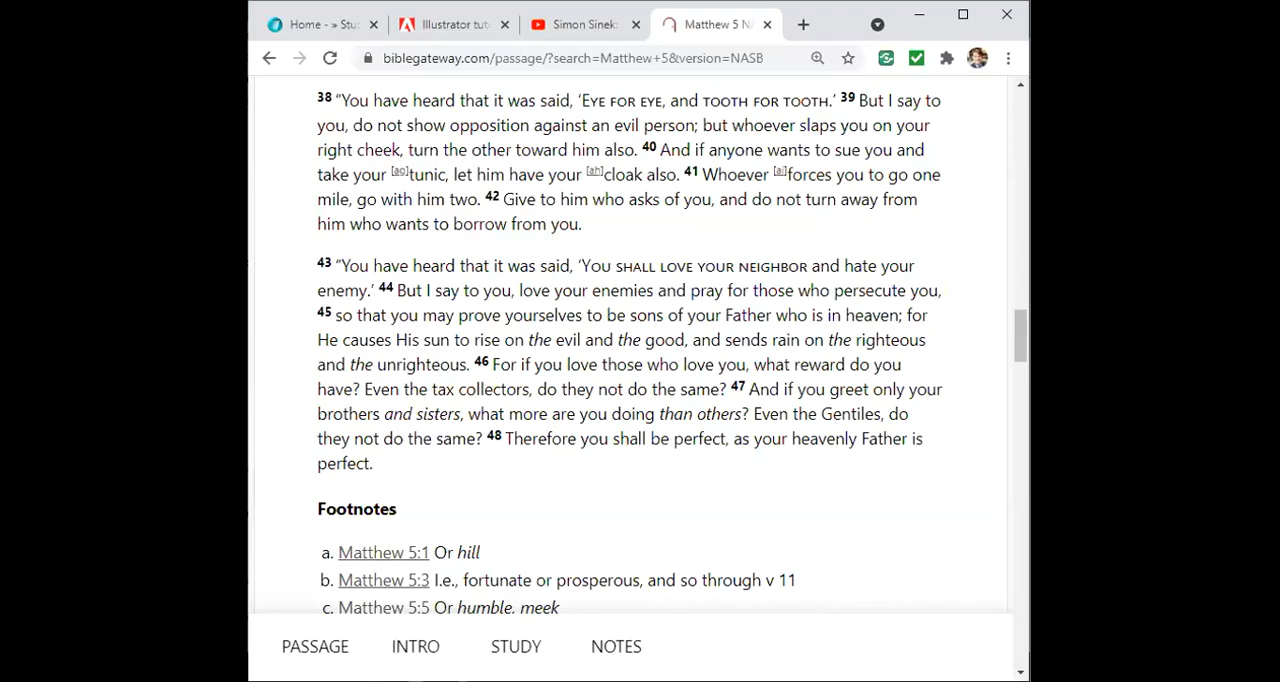 Home - » Stu:
Illustrator tut
Simon Sinek:
Matthew 5 N
biblegateway.com/passage/?search=Matthew+5&version=NASB
38 "You have heard that it was said, ‘EYE FOR EYE, and TOOTH FOR TOOTH.’ 39 But I say to
you, do not show opposition against an evil person; but whoever slaps you on your
right cheek, turn the other toward him also. 40 And if anyone wants to sue you and
take your [ag]tunic, let him have your [ah]cloak also. 41 Whoever [ai]forces you to go one
mile, go with him two. 42 Give to him who asks of you, and do not turn away from
him who wants to borrow from you.
43 "You have heard that it was said, ‘YOU SHALL LOVE YOUR NEIGHBOR and hate your
enemy.’ 44 But I say to you, love your enemies and pray for those who persecute you,
45 so that you may prove yourselves to be sons of your Father who is in heaven; for
He causes His sun to rise on the evil and the good, and sends rain on the righteous
and the unrighteous. 46 For if you love those who love you, what reward do you
have? Even the tax collectors, do they not do the same? 47 And if you greet only your
brothers and sisters, what more are you doing than others? Even the Gentiles, do
they not do the same? 48 Therefore you shall be perfect, as your heavenly Father is
perfect.
Footnotes
a. Matthew 5:1 Or hill
b. Matthew 5:3 I.e., fortunate or prosperous, and so through v 11
c. Matthew 5:5 Or humble, meek
PASSAGE INTRO STUDY NOTES